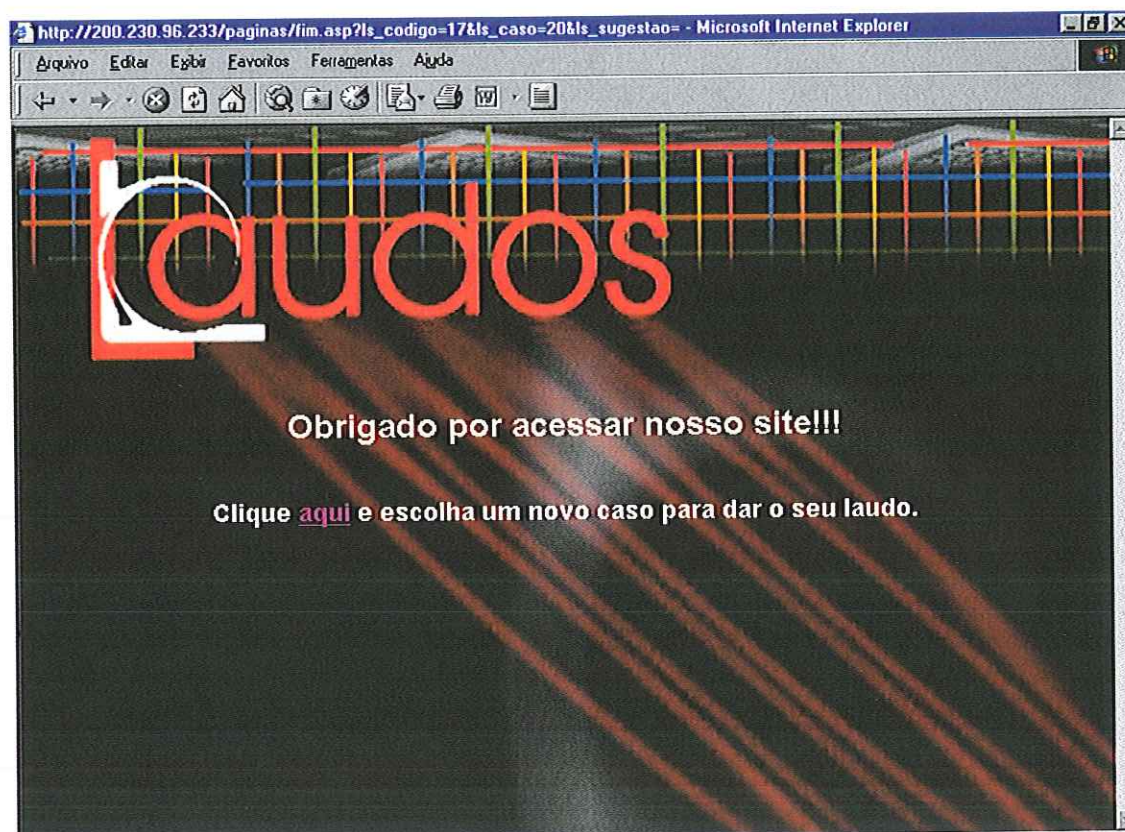 http://200.230.96.233/paginas/fim.asp?ls_codigo=17&ls_caso=20&ls_sugestao= - Microsoft Internet Explorer
Arquivo Editar Exibir Favoritos Ferramentas Ajuda
Laudos
Obrigado por acessar nosso site!!!
Clique aqui e escolha um novo caso para dar o seu laudo.